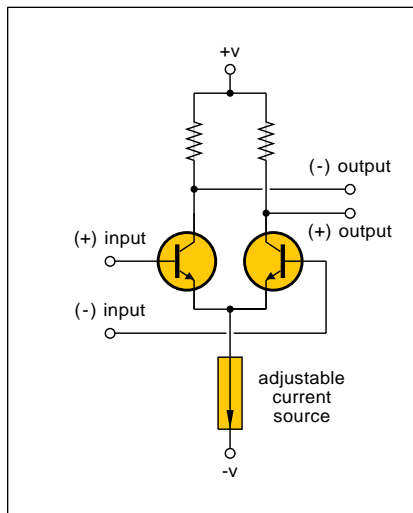 +v
(-) output
(+) output
(+) input
(-) input
adjustable
current
source
-v